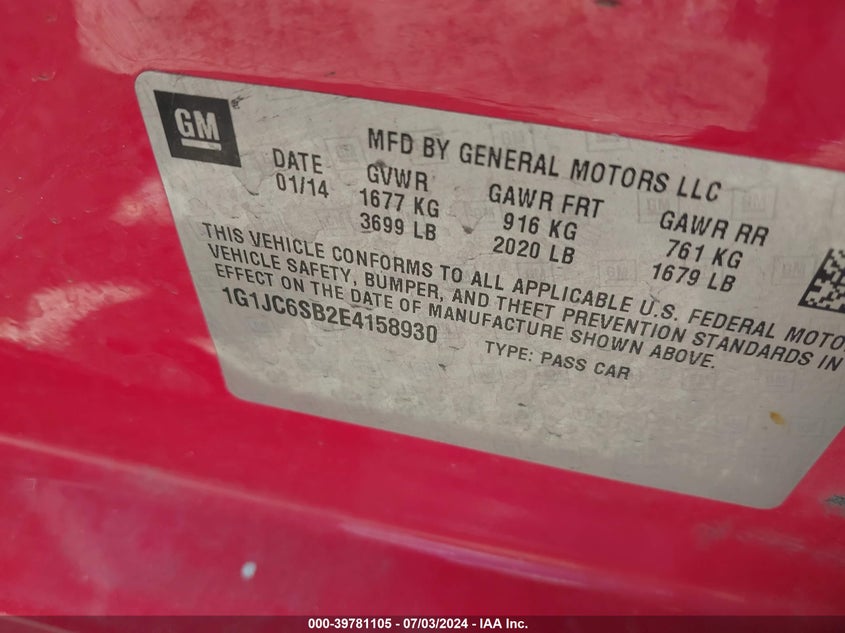 GM
MFD BY GENERAL MOTORS LLC
DATE GVWR GAWR FRT GAWR RR
01/14 1677 KG 916 KG 761 KG
3699 LB 2020 LB 1679 LB
THIS VEHICLE CONFORMS TO ALL APPLICABLE U.S. FEDERAL MOTO
VEHICLE SAFETY, BUMPER, AND THEFT PREVENTION STANDARDS IN
EFFECT ON THE DATE OF MANUFACTURE SHOWN ABOVE.
1G1JC6SB2E4158930 TYPE: PASS CAR
000-39781105 - 07/03/2024 - IAA Inc.